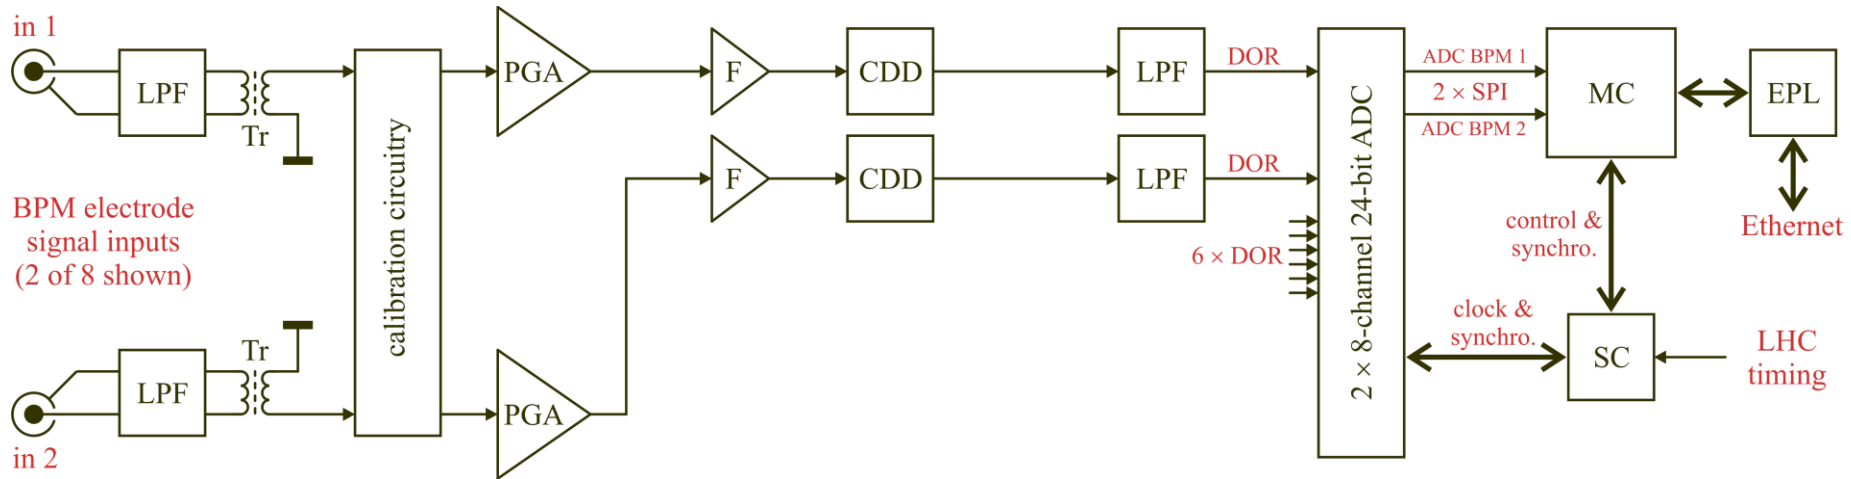 in 1
LPF
Tr
BPM electrode
signal inputs
(2 of 8 shown)
Tr
LPF
in 2
calibration circuitry
PGA
PGA
F
CDD
LPF
DOR
F
CDD
LPF
DOR
6 × DOR
2 × 8-channel 24-bit ADC
ADC BPM 1
2 × SPI
ADC BPM 2
MC
EPL
Ethernet
control &
synchro.
clock &
synchro.
SC
LHC
timing